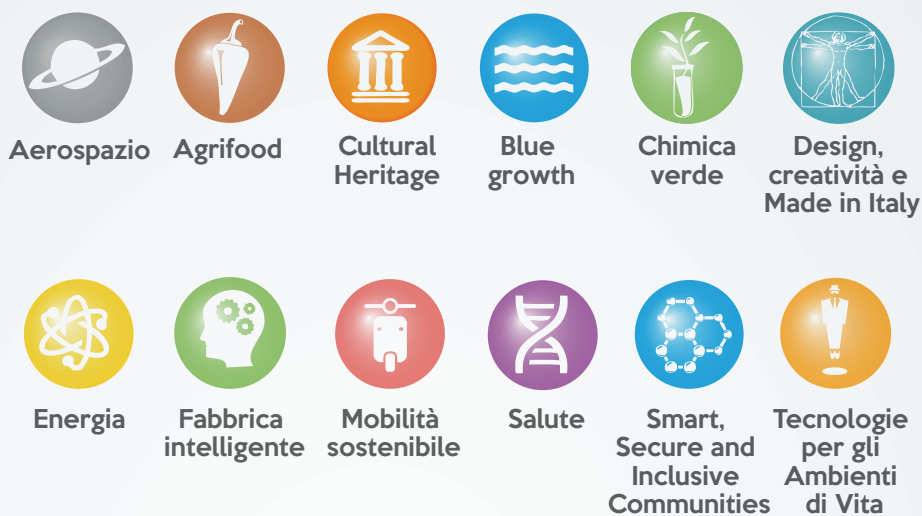 Aerospazio
Agrifood
Cultural
Heritage
Blue
growth
Chimica
verde
Design,
creatività e
Made in Italy
Energia
Fabbrica
intelligente
Mobilità
sostenibile
Salute
Smart,
Secure and
Inclusive
Communities
Tecnologie
per gli
Ambienti
di Vita